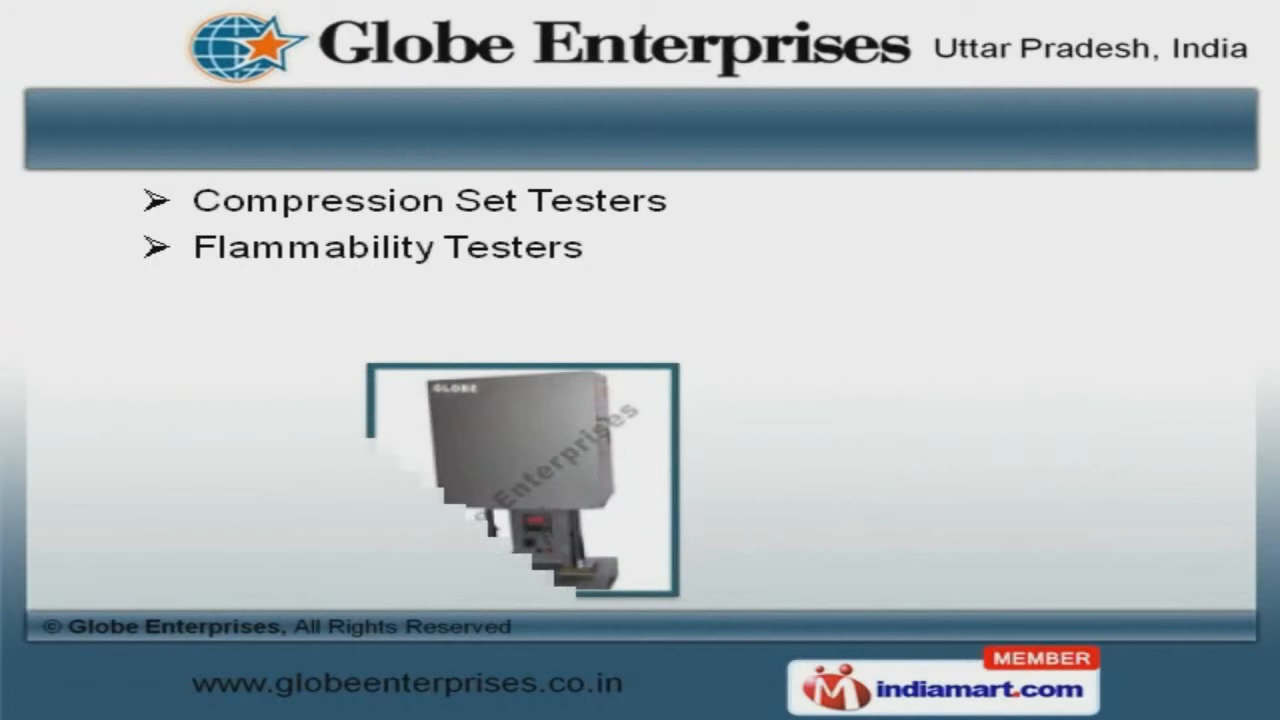 Globe Enterprises Uttar Pradesh, India
➢ Compression Set Testers
➢ Flammability Testers
GLOBE
Enterprises
© Globe Enterprises, All Rights Reserved
www.globeenterprises.co.in
MEMBER
indiamart.com